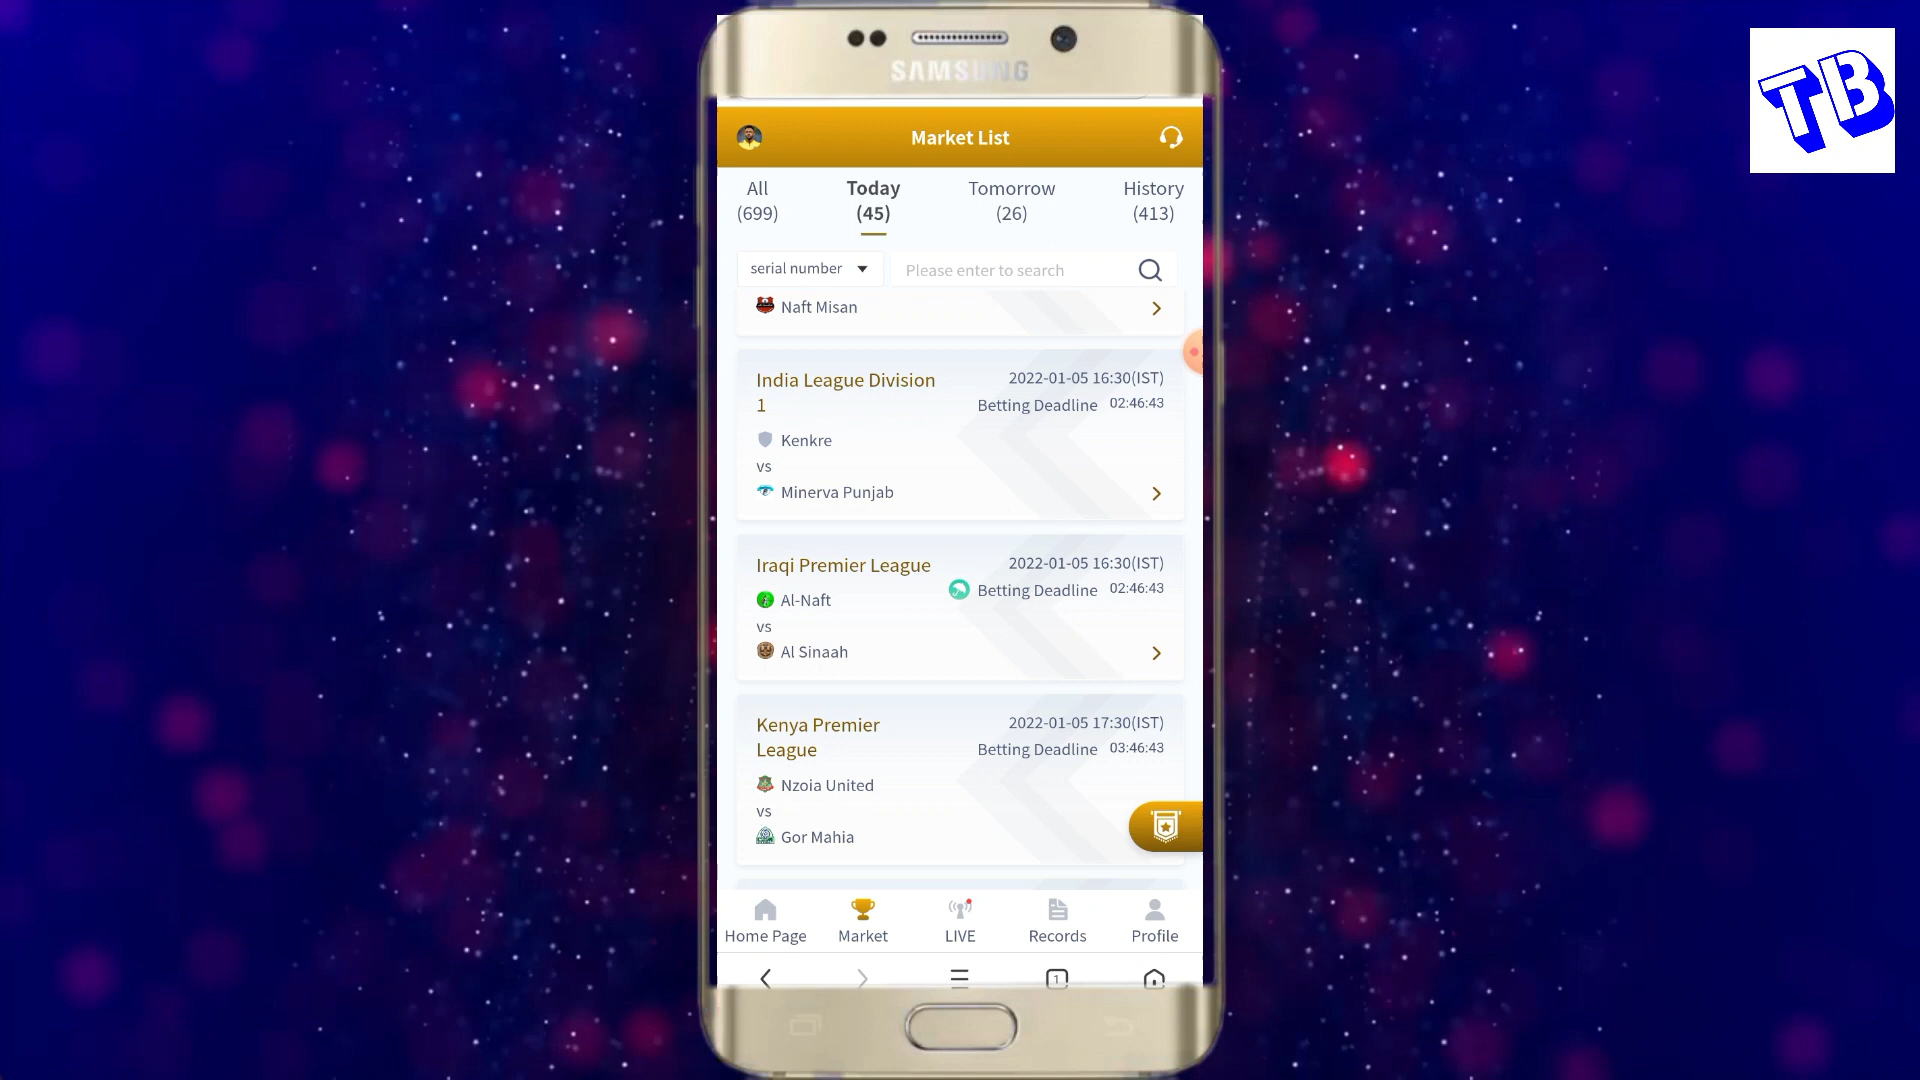 SAMSUNG
TB
Market List
All Today Tomorrow History
(699) (45) (26) (413)
serial number Please enter to search
Naft Misan
India League Division 2022-01-05 16:30(IST)
1 Betting Deadline 02:46:43
Kenkre
vs
Minerva Punjab
Iraqi Premier League 2022-01-05 16:30(IST)
Al-Naft Betting Deadline 02:46:43
vs
Al Sinaah
Kenya Premier 2022-01-05 17:30(IST)
League Betting Deadline 03:46:43
Nzoia United
vs
Gor Mahia
Home Page Market LIVE Records Profile
1